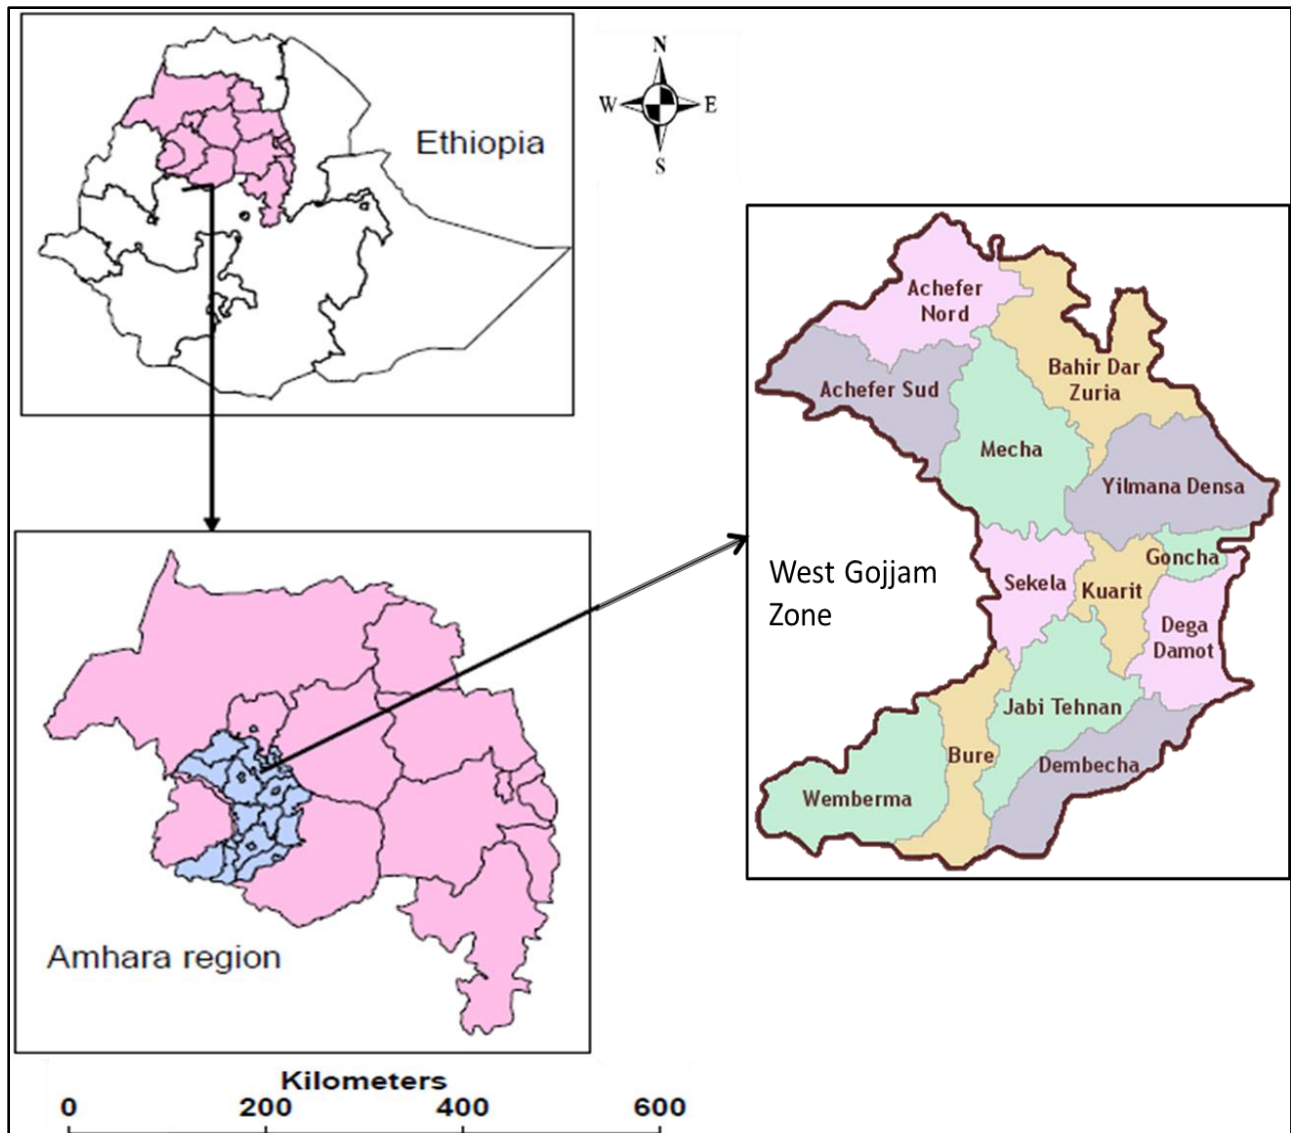 Ethiopia
N
W
E
S
Achefer
Nord
Bahir Dar
Zuria
Achefer Sud
Mecha
Yilmana Densa
Goncha
West Gojjam
Zone
Sekela
Kuarit
Dega
Damot
Jabi Tehnan
Bure
Dembecha
Wemberma
Amhara region
Kilometers
0 200 400 600